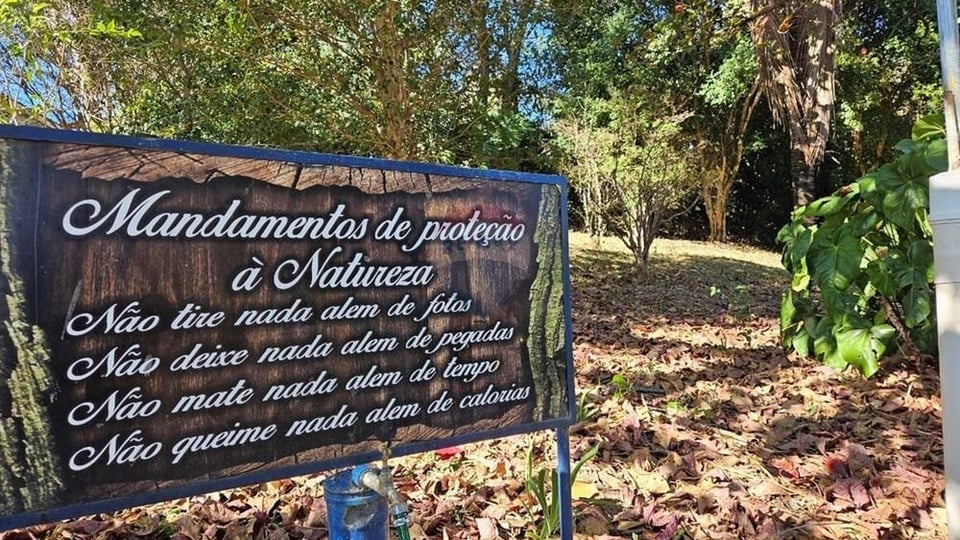 Mandamentos de proteção
à Natureza
Não tire nada alem de fotos
Não deixe nada alem de pegadas
Não mate nada alem de tempo
Não queime nada alem de calorias